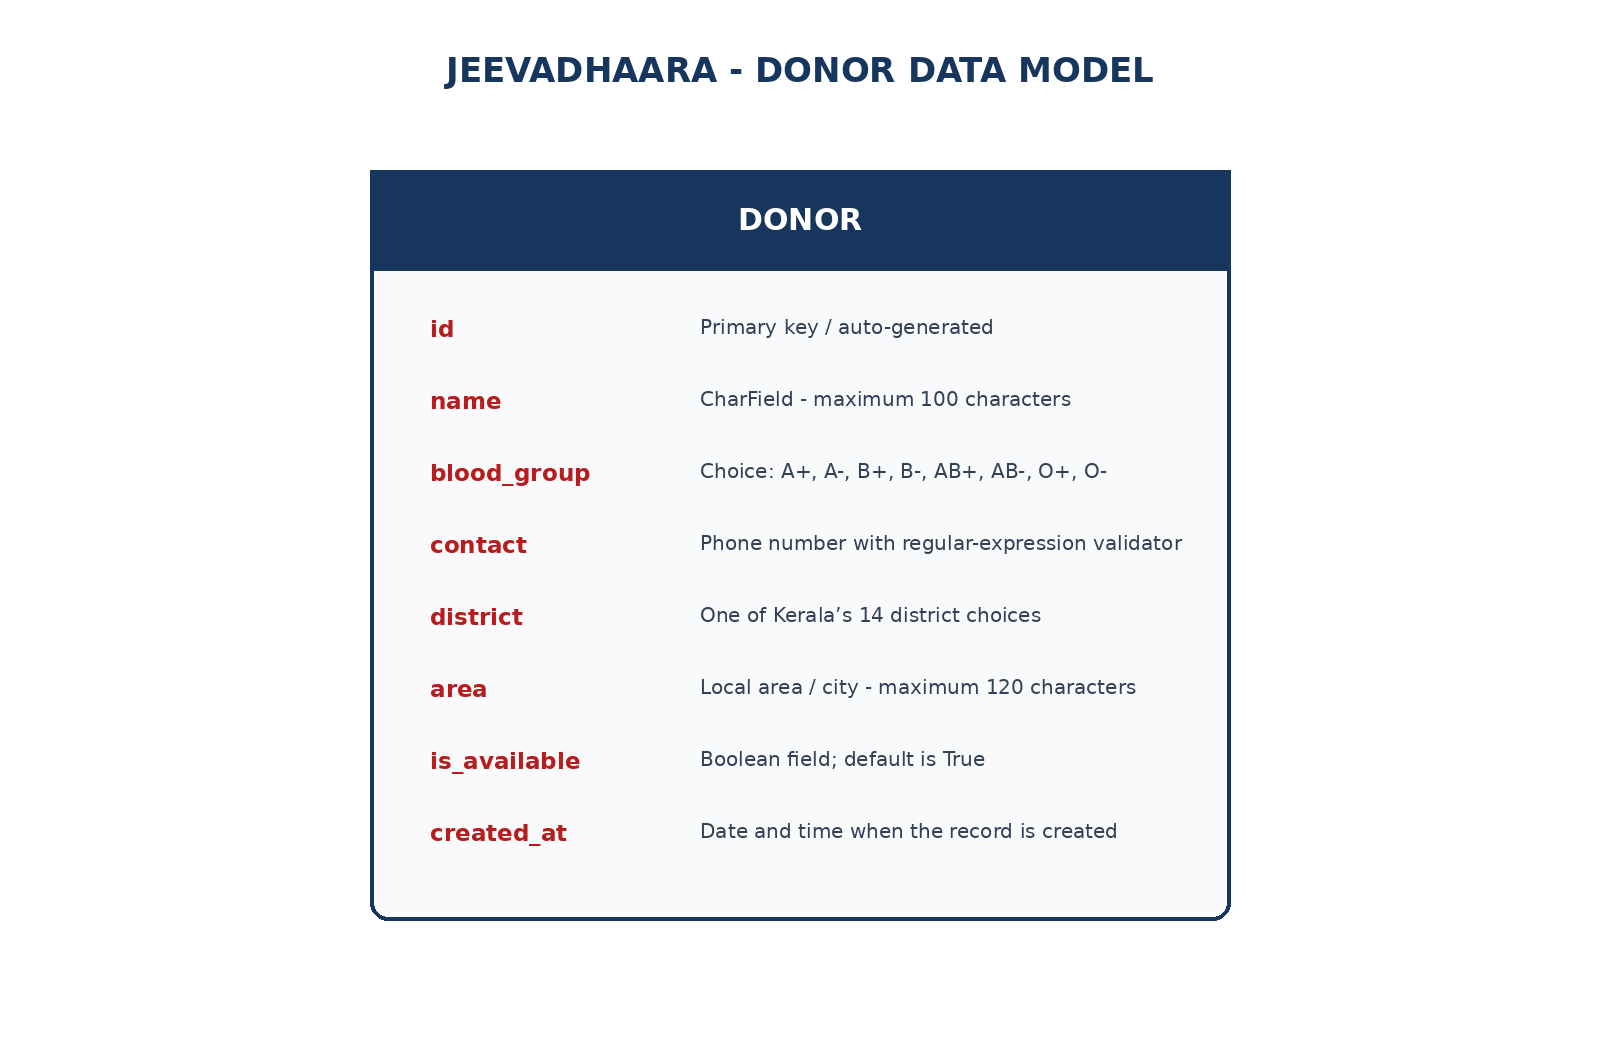 JEEVADHAARA - DONOR DATA MODEL
DONOR
id Primary key / auto-generated
name CharField - maximum 100 characters
blood_group Choice: A+, A-, B+, B-, AB+, AB-, O+, O-
contact Phone number with regular-expression validator
district One of Kerala’s 14 district choices
area Local area / city - maximum 120 characters
is_available Boolean field; default is True
created_at Date and time when the record is created